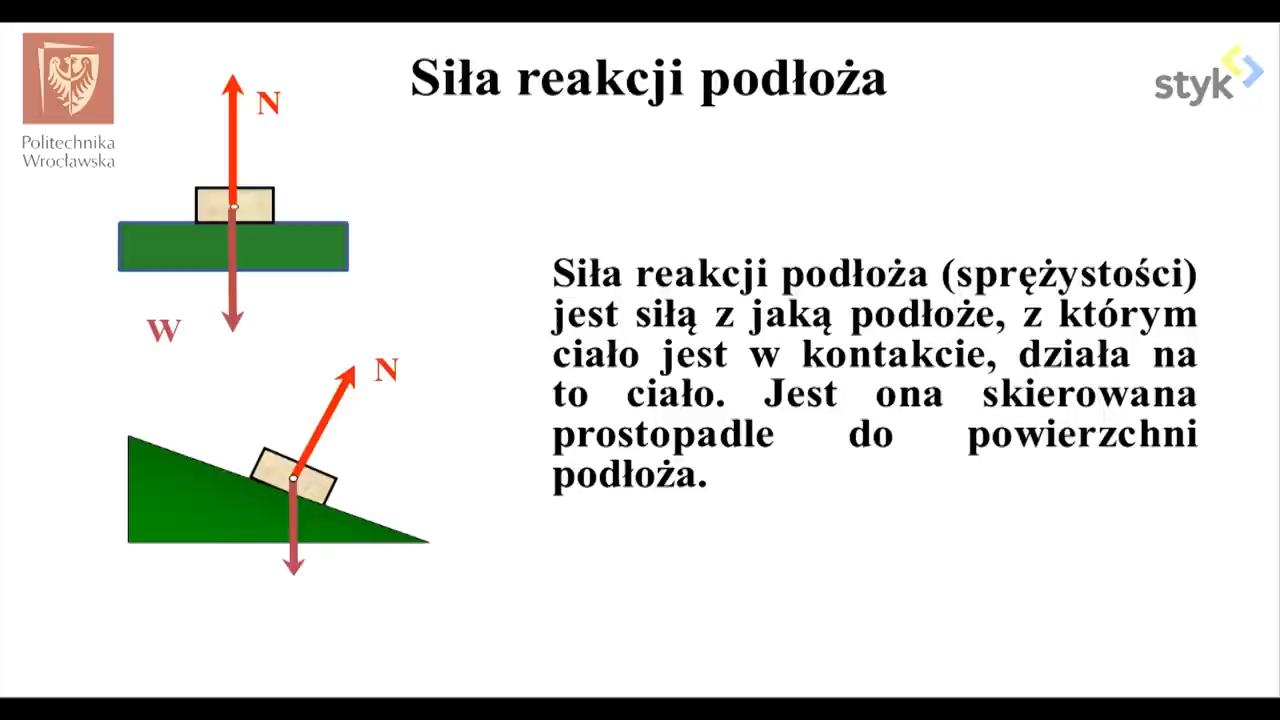 Siła reakcji podłoża
styk
N
Politechnika
Wrocławska
W
N
Siła reakcji podłoża (sprężystości)
jest siłą z jaką podłoże, z którym
ciało jest w kontakcie, działa na
to ciało. Jest ona skierowana
prostopadle do powierzchni
podłoża.